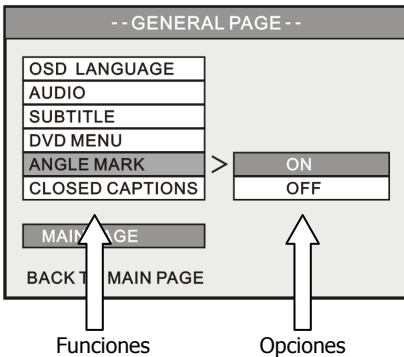 --GENERAL PAGE--
OSD LANGUAGE
AUDIO
SUBTITLE
DVD MENU
ANGLE MARK > ON
CLOSED CAPTIONS OFF
MAIN AGE
BACK T MAIN PAGE
Funciones Opciones